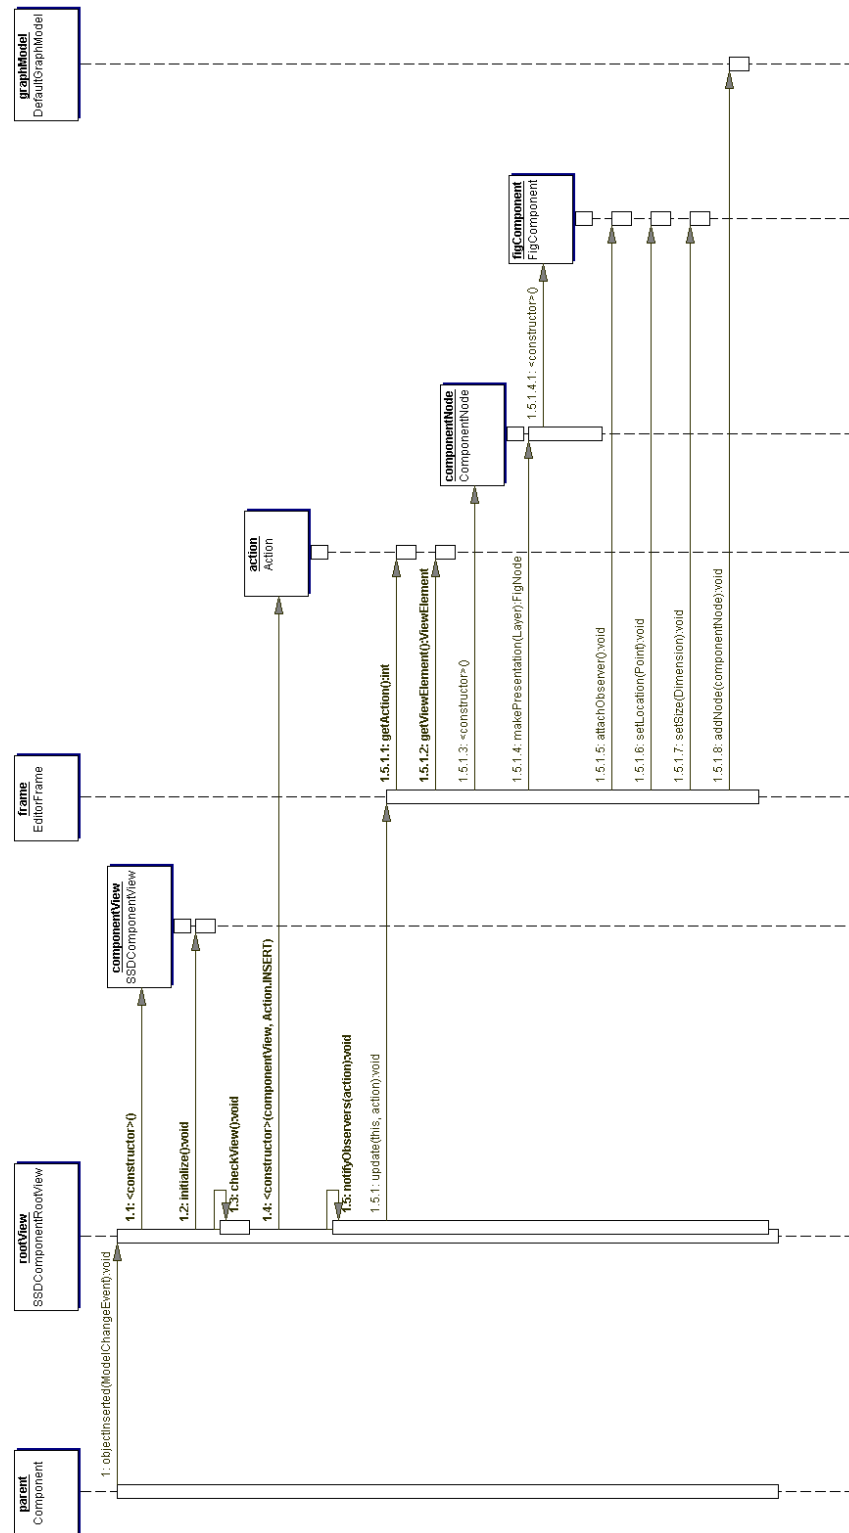 parent
Component
rootView
SSDComponentRootView
componentView
SSDComponentView
frame
EditorFrame
action
Action
componentNode
ComponentNode
figComponent
FigComponent
graphModel
DefaultGraphModel
1: objectInserted(ModelChangeEvent):void
1.1: <constructor>()
1.2: initialize():void
1.3: checkView():void
1.4: <constructor>(componentView, Action.INSERT)
1.5: notifyObservers(action):void
1.5.1: update(this, action):void
1.5.1.1: getAction():int
1.5.1.2: getViewElement():ViewElement
1.5.1.3: <constructor>()
1.5.1.4: makePresentation(Layer):FigNode
1.5.1.4.1: <constructor>()
1.5.1.5: attachObserver():void
1.5.1.6: setLocation(Point):void
1.5.1.7: setSize(Dimension):void
1.5.1.8: addNode(componentNode):void